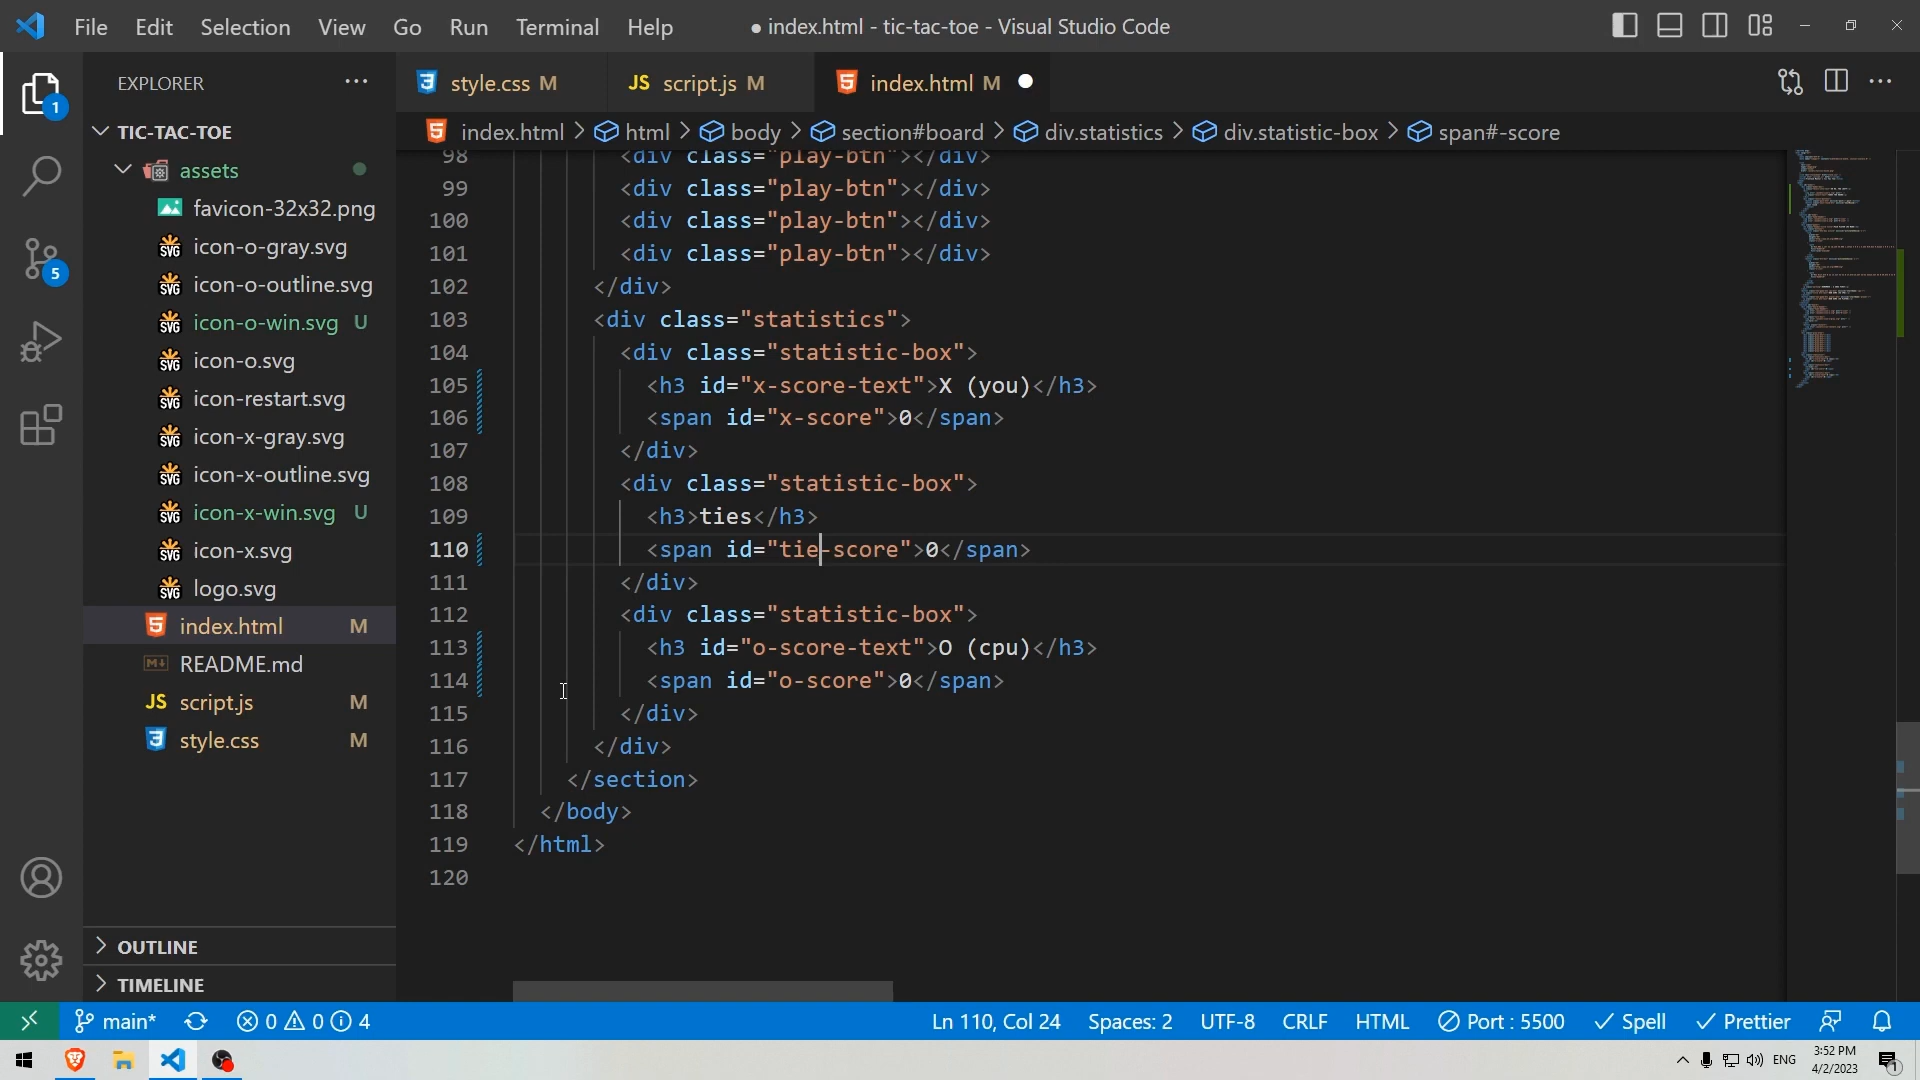 File Edit Selection View Go Run Terminal Help ● index.html - tic-tac-toe - Visual Studio Code
EXPLORER
style.css M
JS script.js M
index.html M
index.html > html > body > section#board > div.statistics > div.statistic-box > span#-score
TIC-TAC-TOE
assets
favicon-32x32.png
icon-o-gray.svg
icon-o-outline.svg
icon-o-win.svg U
icon-o.svg
icon-restart.svg
icon-x-gray.svg
icon-x-outline.svg
icon-x-win.svg U
icon-x.svg
logo.svg
index.html M
README.md
JS script.js M
style.css M
OUTLINE
TIMELINE
98 <div class="play-btn"></div>
99 <div class="play-btn"></div>
100 <div class="play-btn"></div>
101 <div class="play-btn"></div>
102 </div>
103 <div class="statistics">
104 <div class="statistic-box">
105 <h3 id="x-score-text">X (you)</h3>
106 <span id="x-score">0</span>
107 </div>
108 <div class="statistic-box">
109 <h3>ties</h3>
110 <span id="tie-score">0</span>
111 </div>
112 <div class="statistic-box">
113 <h3 id="o-score-text">O (cpu)</h3>
114 <span id="o-score">0</span>
115 </div>
116 </div>
117 </section>
118 </body>
119 </html>
120
1
5
main* 0 0 4 Ln 110, Col 24 Spaces: 2 UTF-8 CRLF HTML Port : 5500 Spell Prettier
ENG
3:52 PM
4/2/2023
1